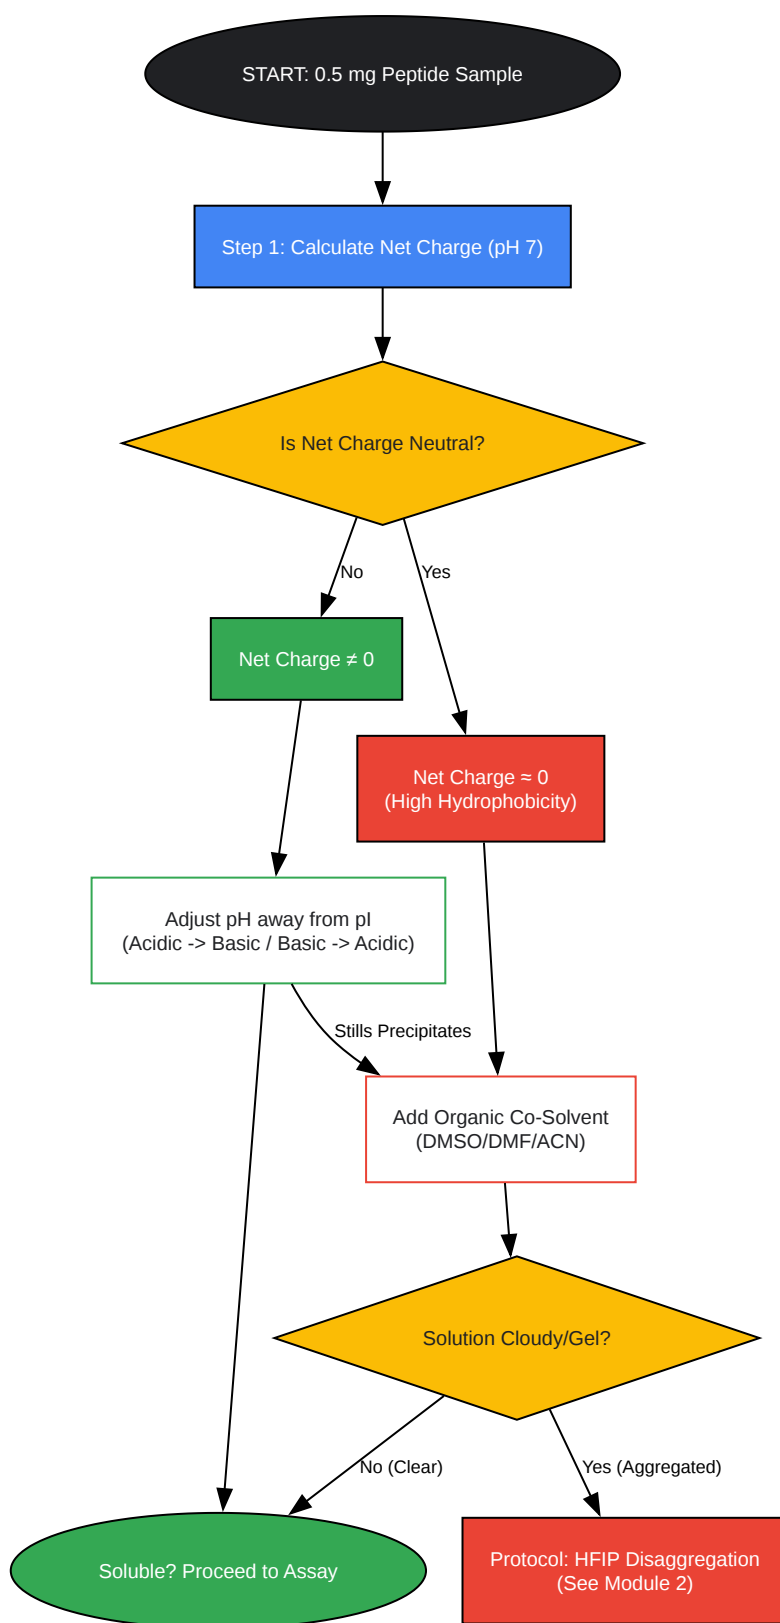 START: 0.5 mg Peptide Sample
Step 1: Calculate Net Charge (pH 7)
Is Net Charge Neutral?
No
Yes
Net Charge ≠ 0
Net Charge ≈ 0
(High Hydrophobicity)
Adjust pH away from pI
(Acidic -> Basic / Basic -> Acidic)
Stills Precipitates
Add Organic Co-Solvent
(DMSO/DMF/ACN)
Solution Cloudy/Gel?
No (Clear)
Yes (Aggregated)
Soluble? Proceed to Assay
Protocol: HFIP Disaggregation
(See Module 2)